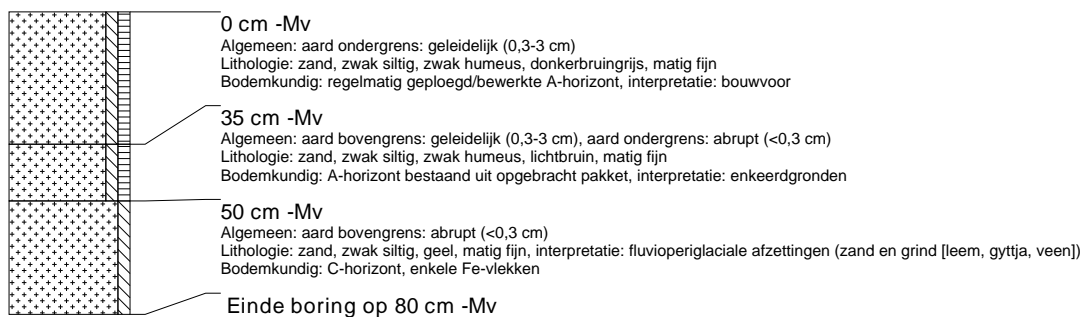 0 cm -Mv
Algemeen: aard ondergrens: geleidelijk (0,3-3 cm)
Lithologie: zand, zwak siltig, zwak humeus, donkerbruingrijs, matig fijn
Bodemkundig: regelmatig geploegd/bewerkte A-horizont, interpretatie: bouwvoor
35 cm -Mv
Algemeen: aard bovengrens: geleidelijk (0,3-3 cm), aard ondergrens: abrupt (<0,3 cm)
Lithologie: zand, zwak siltig, zwak humeus, lichtbruin, matig fijn
Bodemkundig: A-horizont bestaand uit opgebracht pakket, interpretatie: enkeerdgronden
50 cm -Mv
Algemeen: aard bovengrens: abrupt (<0,3 cm)
Lithologie: zand, zwak siltig, geel, matig fijn, interpretatie: fluvioperiglaciale afzettingen (zand en grind [leem, gyttja, veen])
Bodemkundig: C-horizont, enkele Fe-vlekken
Einde boring op 80 cm -Mv